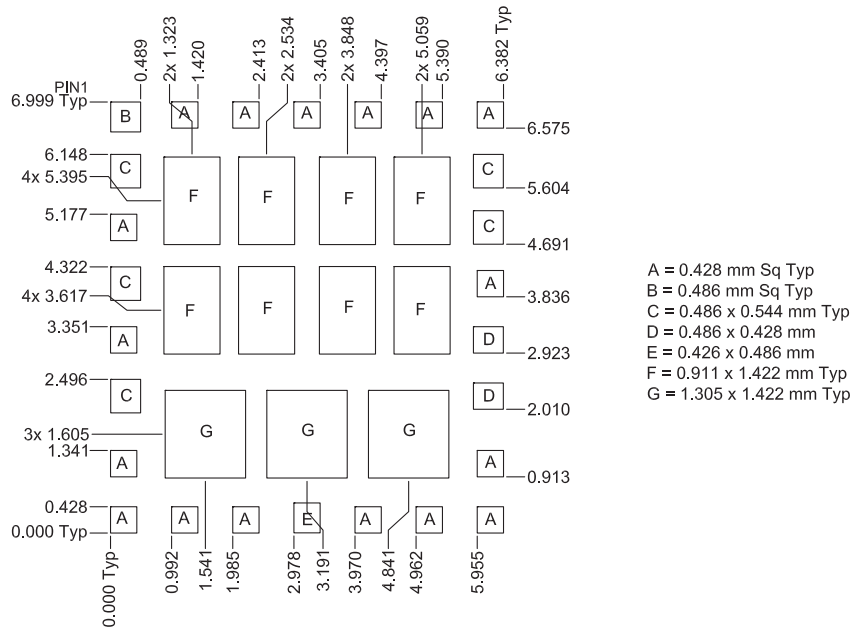 0.489
2x 1.323
1.420
2.413
2x 2.534
3.405
2x 3.848
4.397
2x 5.059
5.390
6.382 Typ
PIN1
6.999 Typ
B
A
A
A
A
A
A
6.575
6.148
C
C
4x 5.395
F
F
F
F
5.604
5.177
A
C
4.691
4.322
C
A
4x 3.617
F
F
F
F
3.836
3.351
A
D
2.923
2.496
C
D
2.010
3x 1.605
G
G
G
1.341
A
A
0.913
0.428
A
A
A
E
A
A
A
0.000 Typ
0.000 Typ
0.992
1.541
1.985
2.978
3.191
3.970
4.841
4.962
5.955
A = 0.428 mm Sq Typ
B = 0.486 mm Sq Typ
C = 0.486 x 0.544 mm Typ
D = 0.486 x 0.428 mm
E = 0.426 x 0.486 mm
F = 0.911 x 1.422 mm Typ
G = 1.305 x 1.422 mm Typ